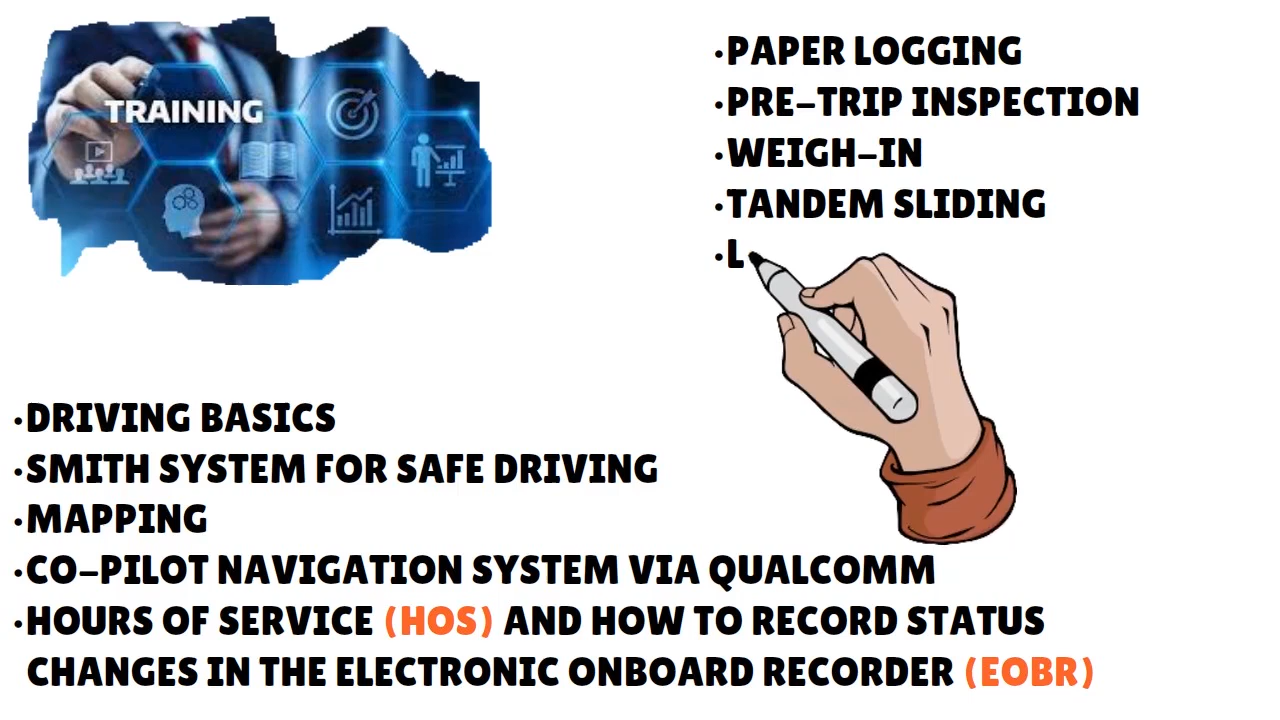 TRAINING
·PAPER LOGGING
·PRE-TRIP INSPECTION
·WEIGH-IN
·TANDEM SLIDING
·L
·DRIVING BASICS
·SMITH SYSTEM FOR SAFE DRIVING
·MAPPING
·CO-PILOT NAVIGATION SYSTEM VIA QUALCOMM
·HOURS OF SERVICE (HOS) AND HOW TO RECORD STATUS
CHANGES IN THE ELECTRONIC ONBOARD RECORDER (EOBR)